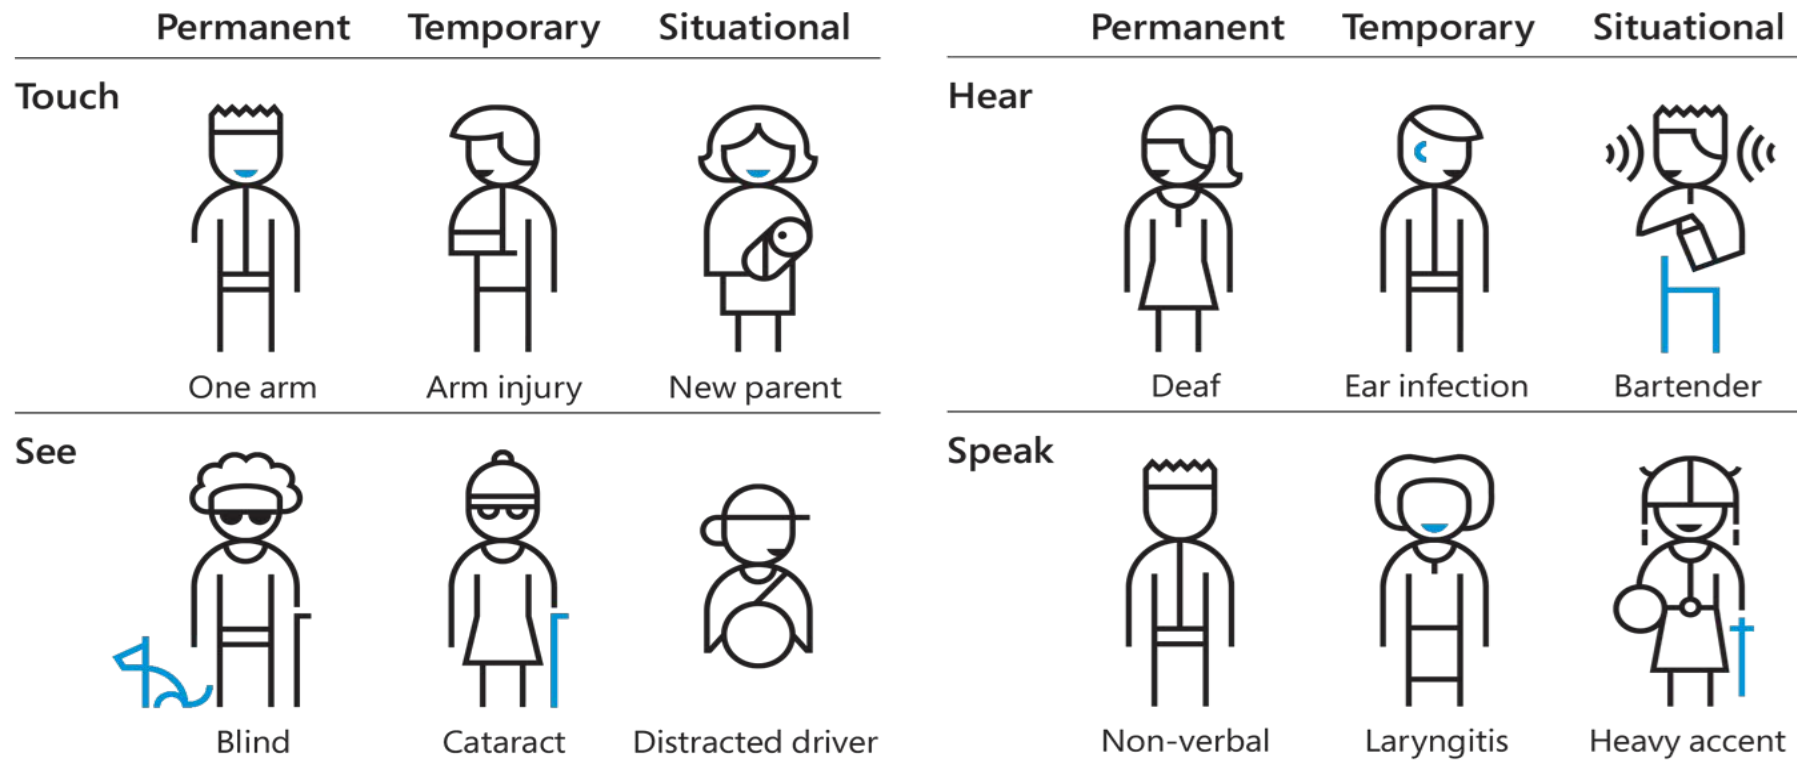 Permanent Temporary Situational
Touch
One arm Arm injury New parent
See
Blind Cataract Distracted driver
Permanent Temporary Situational
Hear
Deaf Ear infection Bartender
Speak
Non-verbal Laryngitis Heavy accent